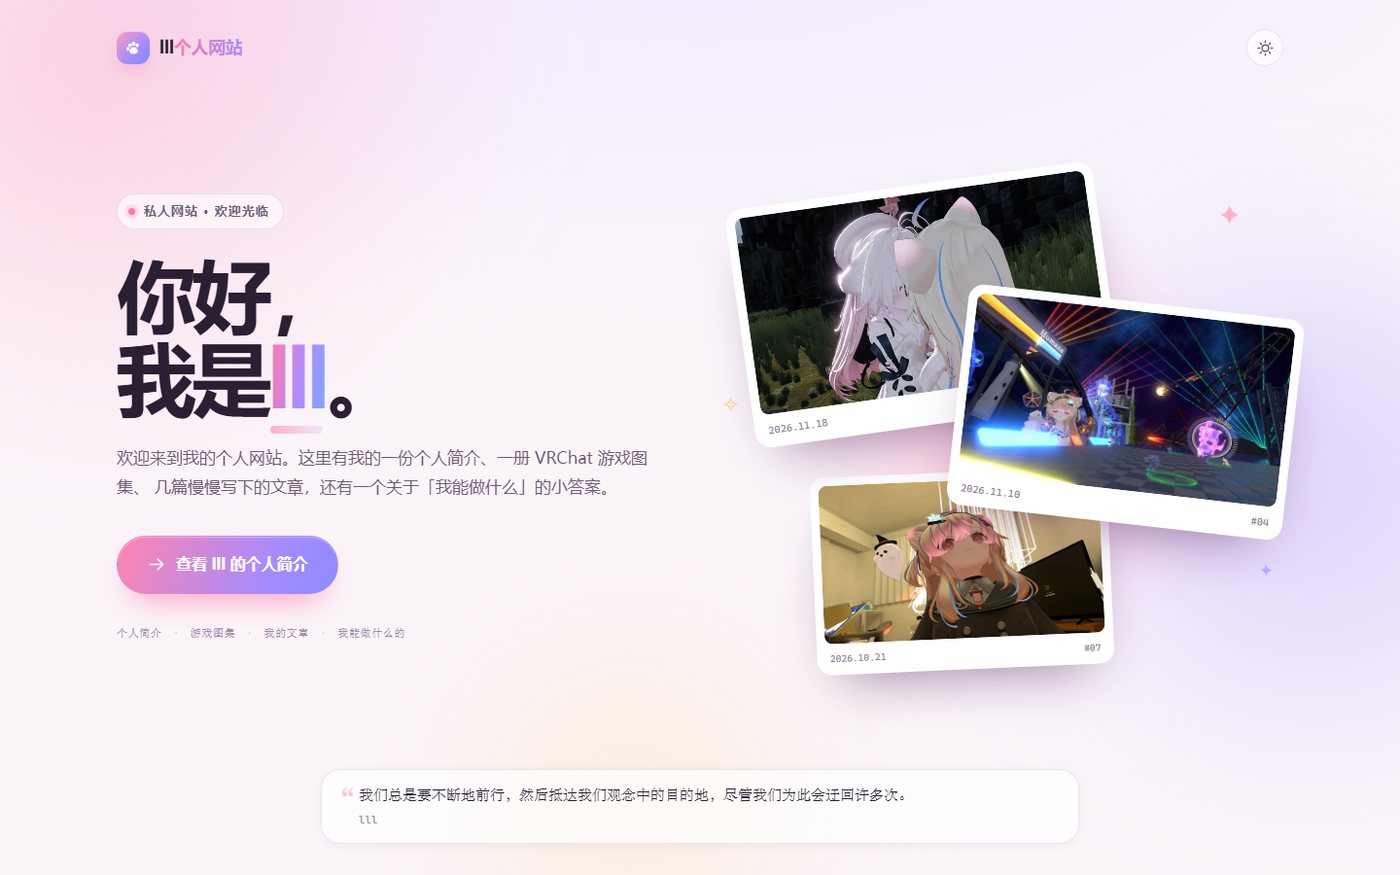 lll个人网站
私人网站 • 欢迎光临
你好，
我是lll。
欢迎来到我的个人网站。这里有我的一份个人简介、一册 VRChat 游戏图
集、 几篇慢慢写下的文章，还有一个关于「我能做什么」的小答案。
查看 lll 的个人简介
个人简介 · 游戏图集 · 我的文章 · 我能做什么的
2026.11.18
2026.11.10
#04
2026.10.21
#07
“ 我们总是要不断地前行，然后抵达我们观念中的目的地，尽管我们为此会迂回许多次。
lll